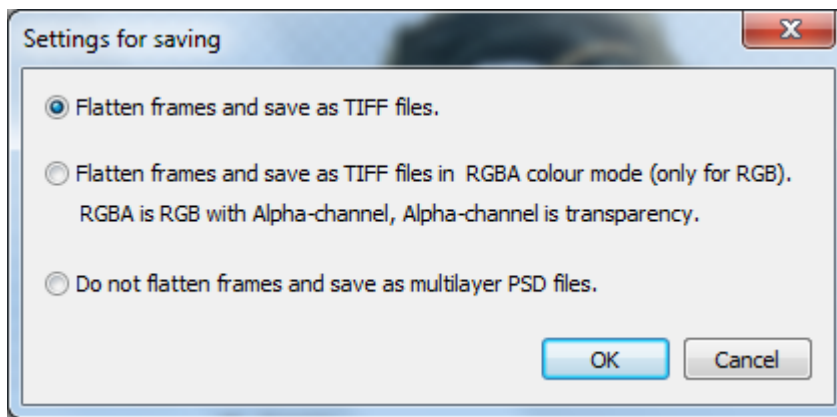 Settings for saving
Flatten frames and save as TIFF files.
Flatten frames and save as TIFF files in  RGBA colour mode (only for RGB).
RGBA is RGB with Alpha-channel, Alpha-channel is transparency.
Do not flatten frames and save as multilayer PSD files.
OK Cancel